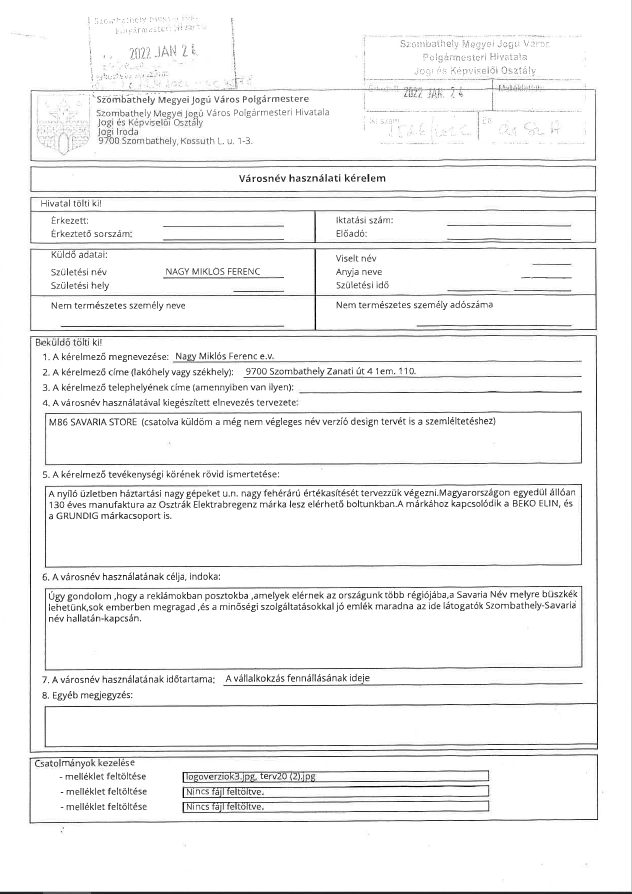 Polgármesteri Hivatal
2022 JAN 26
Szombathely Megyei Jogú Város
Polgármesteri Hivatala
Jogi és Képviselői Osztály
2022 JAN. 26
Szombathely Megyei Jogú Város Polgármestere
Szombathely Megyei Jogú Város Polgármesteri Hivatala
Jogi és Képviselői Osztály
Jogi Iroda
9700 Szombathely, Kossuth L. u. 1-3.
Városnév használati kérelem
Hivatal tölti ki!
Érkezett:
Érkeztető sorszám:
Iktatási szám:
Előadó:
Küldő adatai:
Születési név NAGY MIKLOS FERENC
Születési hely
Viselt név
Anyja neve
Születési idő
Nem természetes személy neve
Nem természetes személy adószáma
Beküldő tölti ki!
1. A kérelmező megnevezése: Nagy Miklós Ferenc e.v.
2. A kérelmező címe (lakóhely vagy székhely): 9700 Szombathely Zanati út 4 1em. 110.
3. A kérelmező telephelyének címe (amennyiben van ilyen):
4. A városnév használatával kiegészített elnevezés tervezete:
M86 SAVARIA STORE (csatolva küldöm a még nem végleges név verzíó design tervét is a szemléltetéshez)
5. A kérelmező tevékenységi körének rövid ismertetése:
A nyíló üzletben háztartási nagy gépeket u.n. nagy fehérárú értékasítését tervezzük végezni.Magyarországon egyedül állóan
130 éves manufaktura az Osztrák Elektrabregenz márka lesz elérhető boltunkban.A márkához kapcsolódik a BEKO ELIN, és
a GRUNDIG márkacsoport is.
6. A városnév használatának célja, indoka:
Úgy gondolom ,hogy a reklámokban posztokba ,amelyek elérnek az országunk több régiójába,a Savaria Név melyre büszkék
lehetünk,sok emberben megragad ,és a minőségi szolgáltatásokkal jó emlék maradna az ide látogatók Szombathely-Savaria
név hallatán-kapcsán.
7. A városnév használatának időtartama; A vállalkokzás fennállásának ideje
8. Egyéb megjegyzés:
Csatolmányok kezelése
- melléklet feltöltése logoverziok3.jpg, terv20 (2).jpg
- melléklet feltöltése Nincs fájl feltöltve.
- melléklet feltöltése Nincs fájl feltöltve.